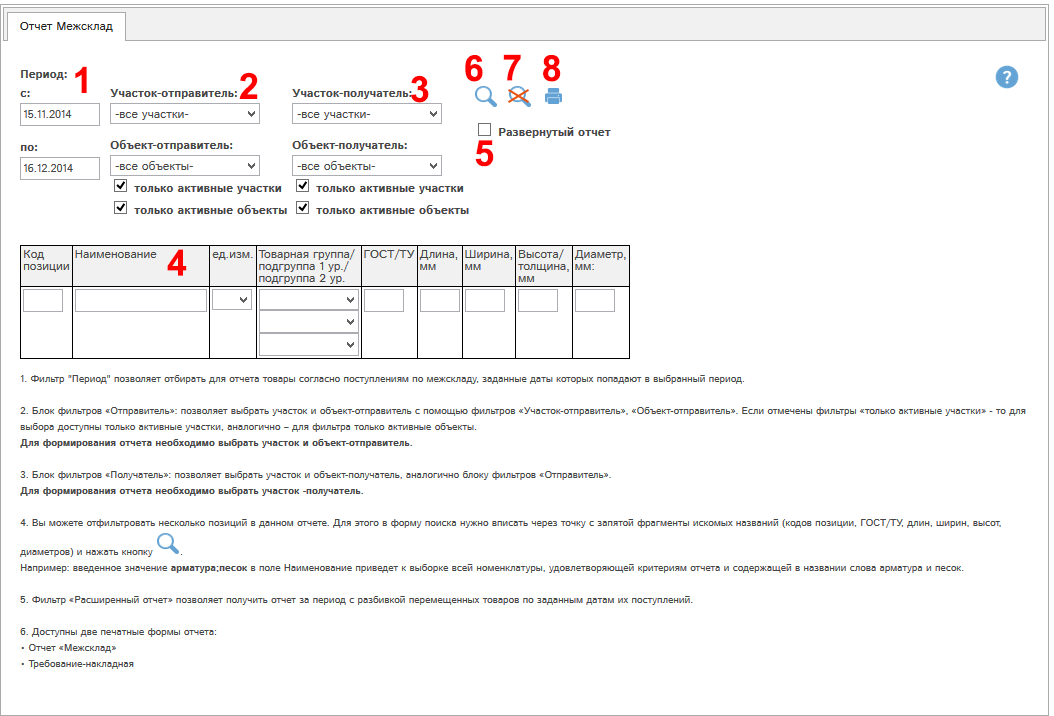 Отчет Межсклад
Период:
1
с:
15.11.2014
по:
16.12.2014
Участок-отправитель:
2
-все участки-
Объект-отправитель:
-все объекты-
только активные участки
только активные объекты
Участок-получатель:
3
-все участки-
Объект-получатель:
-все объекты-
только активные участки
только активные объекты
6 7 8
Развернутый отчет
5
?
Код позиции
Наименование
4
ед.изм.
Товарная группа/
подгруппа 1 ур./
подгруппа 2 ур.
ГОСТ/ТУ
Длина,
мм
Ширина,
мм
Высота/
толщина,
мм
Диаметр,
мм:
1. Фильтр "Период" позволяет отбирать для отчета товары согласно поступлениям по межскладу, заданные даты которых попадают в выбранный период.
2. Блок фильтров «Отправитель»: позволяет выбрать участок и объект-отправитель с помощью фильтров «Участок-отправитель», «Объект-отправитель». Если отмечены фильтры «только активные участки» - то для
выбора доступны только активные участки, аналогично – для фильтра только активные объекты.
Для формирования отчета необходимо выбрать участок и объект-отправитель.
3. Блок фильтров «Получатель»: позволяет выбрать участок и объект-получатель, аналогично блоку фильтров «Отправитель».
Для формирования отчета необходимо выбрать участок -получатель.
4. Вы можете отфильтровать несколько позиций в данном отчете. Для этого в форму поиска нужно вписать через точку с запятой фрагменты искомых названий (кодов позиции, ГОСТ/ТУ, длин, ширин, высот,
диаметров) и нажать кнопку .
Например: введенное значение арматура;песок в поле Наименование приведет к выборке всей номенклатуры, удовлетворяющей критериям отчета и содержащей в названии слова арматура и песок.
5. Фильтр «Расширенный отчет» позволяет получить отчет за период с разбивкой перемещенных товаров по заданным датам их поступлений.
6. Доступны две печатные формы отчета:
• Отчет «Межсклад»
• Требование-накладная